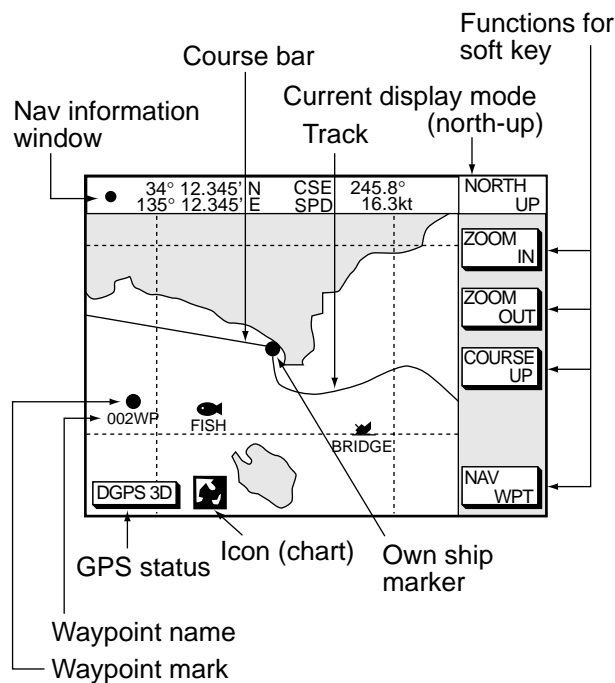 Functions for
soft key
Course bar
Current display mode
(north-up)
Nav information
window
Track
34° 12.345' N CSE 245.8°
135° 12.345' E SPD 16.3kt
NORTH
UP
ZOOM
IN
ZOOM
OUT
COURSE
UP
002WP
FISH
BRIDGE
DGPS 3D
NAV
WPT
GPS status
Icon (chart)
Own ship
marker
Waypoint name
Waypoint mark